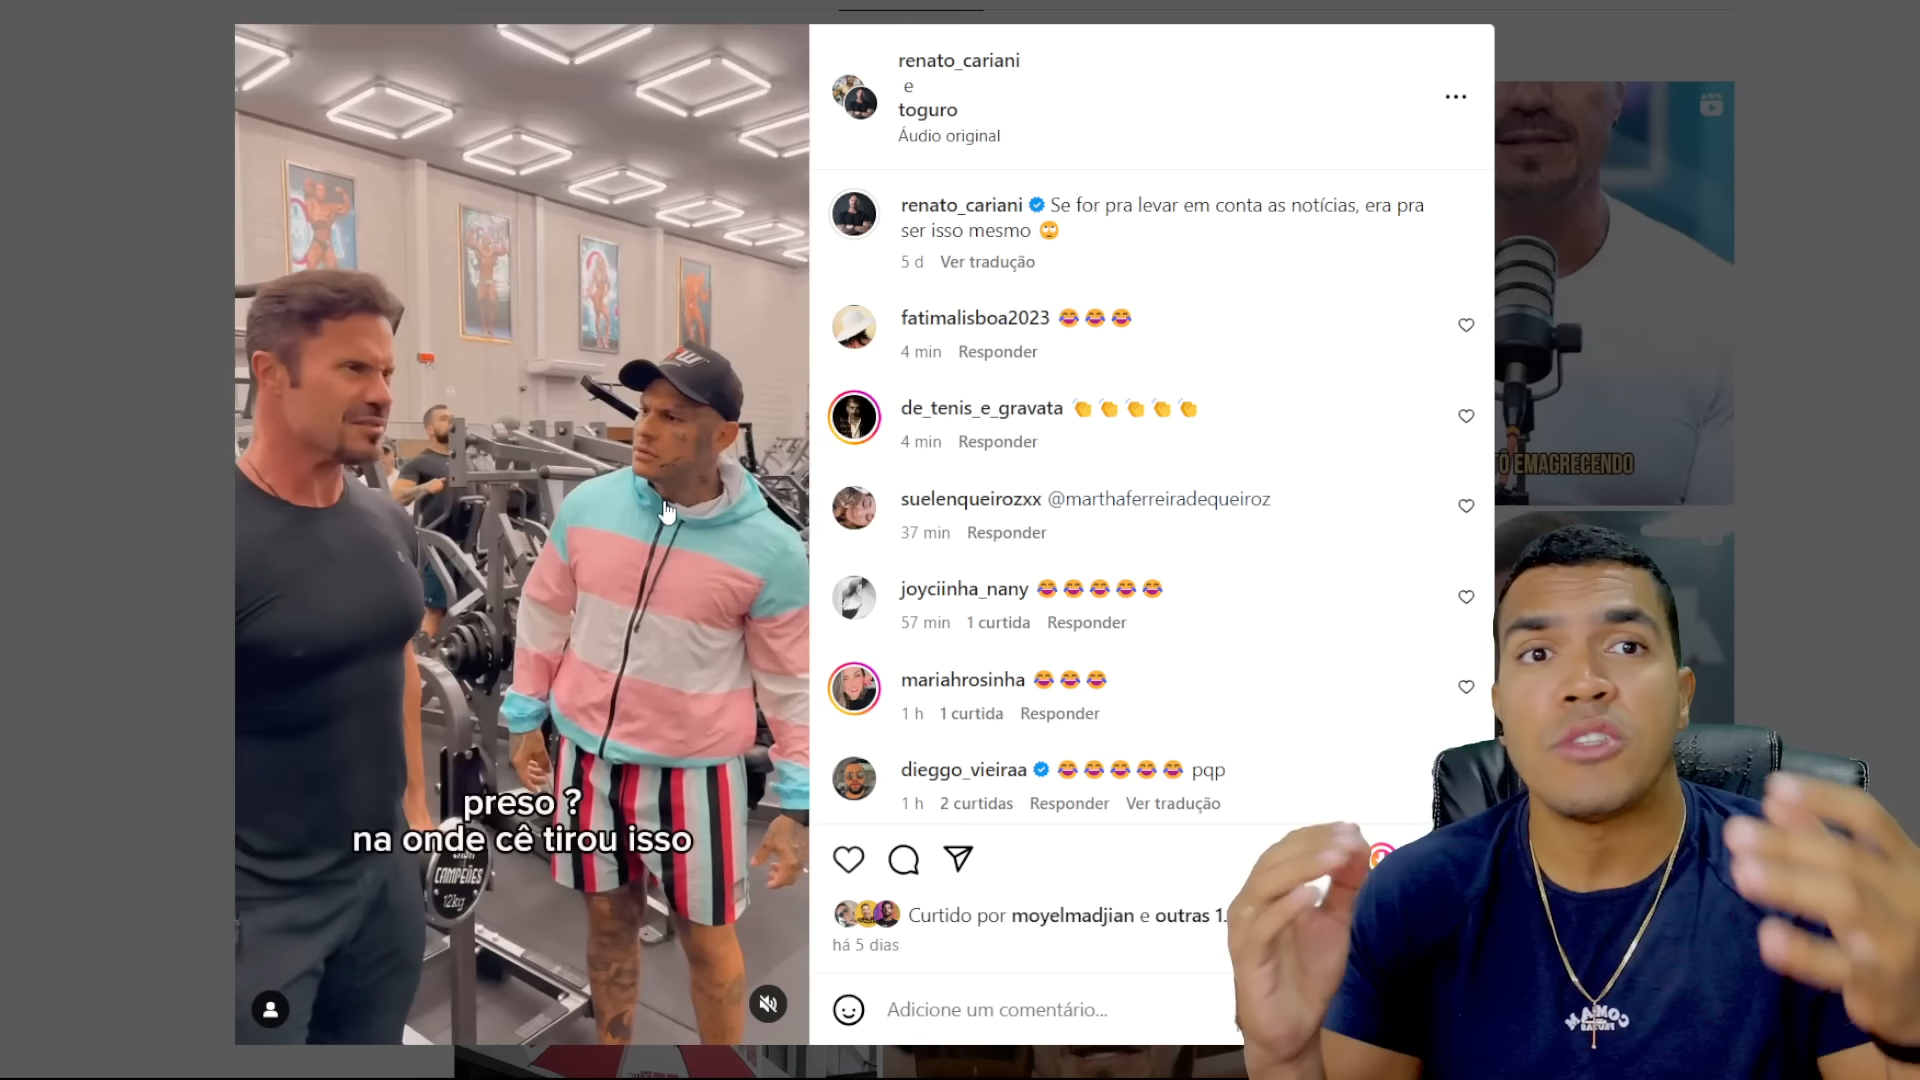 renato_cariani
e
toguro
Áudio original
renato_cariani Se for pra levar em conta as notícias, era pra
ser isso mesmo 🙄
5 d Ver tradução
fatimalisboa2023 😂😂😂
4 min Responder
de_tenis_e_gravata 👏👏👏👏👏
4 min Responder
suelenqueirozxx @marthaferreiradequeiroz
37 min Responder
joyciinha_nany 😂😂😂😂😂
57 min 1 curtida Responder
mariahrosinha 😂😂😂
1 h 1 curtida Responder
dieggo_vieiraa 😂😂😂😂😂 pqp
1 h 2 curtidas Responder Ver tradução
Curtido por moyelmadjian e outras 1.
há 5 dias
Adicione um comentário...
preso ?
na onde cê tirou isso
CAMPEÕES
12kg
Ô EMAGRECENDO